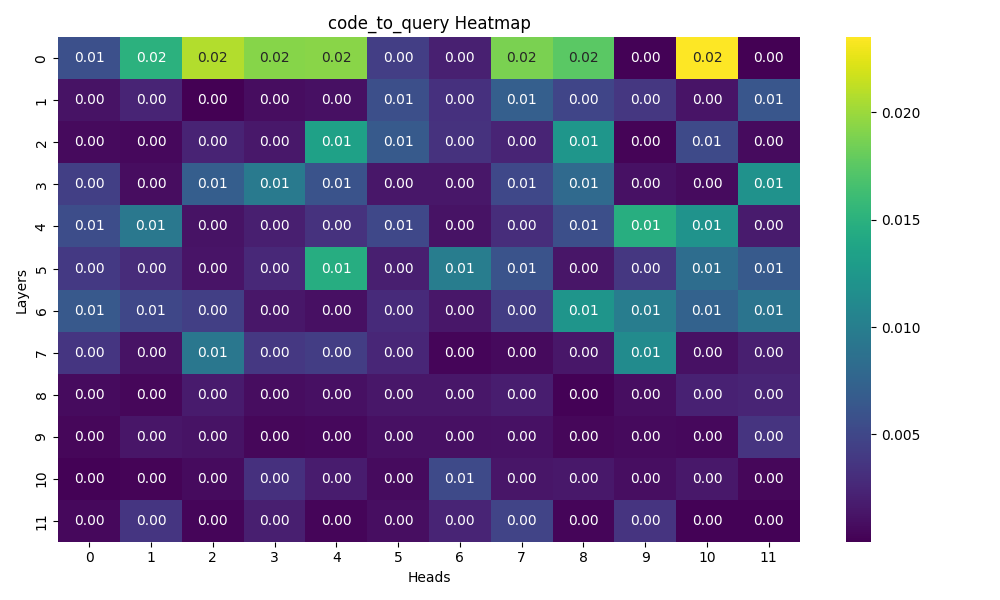 code_to_query Heatmap
0 0.01 0.02 0.02 0.02 0.02 0.00 0.00 0.02 0.02 0.00 0.02 0.00
1 0.00 0.00 0.00 0.00 0.00 0.01 0.00 0.01 0.00 0.00 0.00 0.01
2 0.00 0.00 0.00 0.00 0.01 0.01 0.00 0.00 0.01 0.00 0.01 0.00
3 0.00 0.00 0.01 0.01 0.01 0.00 0.00 0.00 0.01 0.00 0.00 0.01
4 0.01 0.01 0.00 0.00 0.00 0.01 0.00 0.00 0.01 0.01 0.01 0.00
5 0.00 0.00 0.00 0.00 0.01 0.00 0.01 0.01 0.00 0.00 0.01 0.01
6 0.01 0.01 0.00 0.00 0.00 0.00 0.00 0.00 0.01 0.01 0.01 0.01
7 0.00 0.00 0.01 0.00 0.00 0.00 0.00 0.00 0.00 0.01 0.00 0.00
8 0.00 0.00 0.00 0.00 0.00 0.00 0.00 0.00 0.00 0.00 0.00 0.00
9 0.00 0.00 0.00 0.00 0.00 0.00 0.00 0.00 0.00 0.00 0.00 0.00
10 0.00 0.00 0.00 0.00 0.00 0.00 0.01 0.00 0.00 0.00 0.00 0.00
11 0.00 0.00 0.00 0.00 0.00 0.00 0.00 0.00 0.00 0.00 0.00 0.00
0 1 2 3 4 5 6 7 8 9 10 11
Heads
Layers
0.020
0.015
0.010
0.005